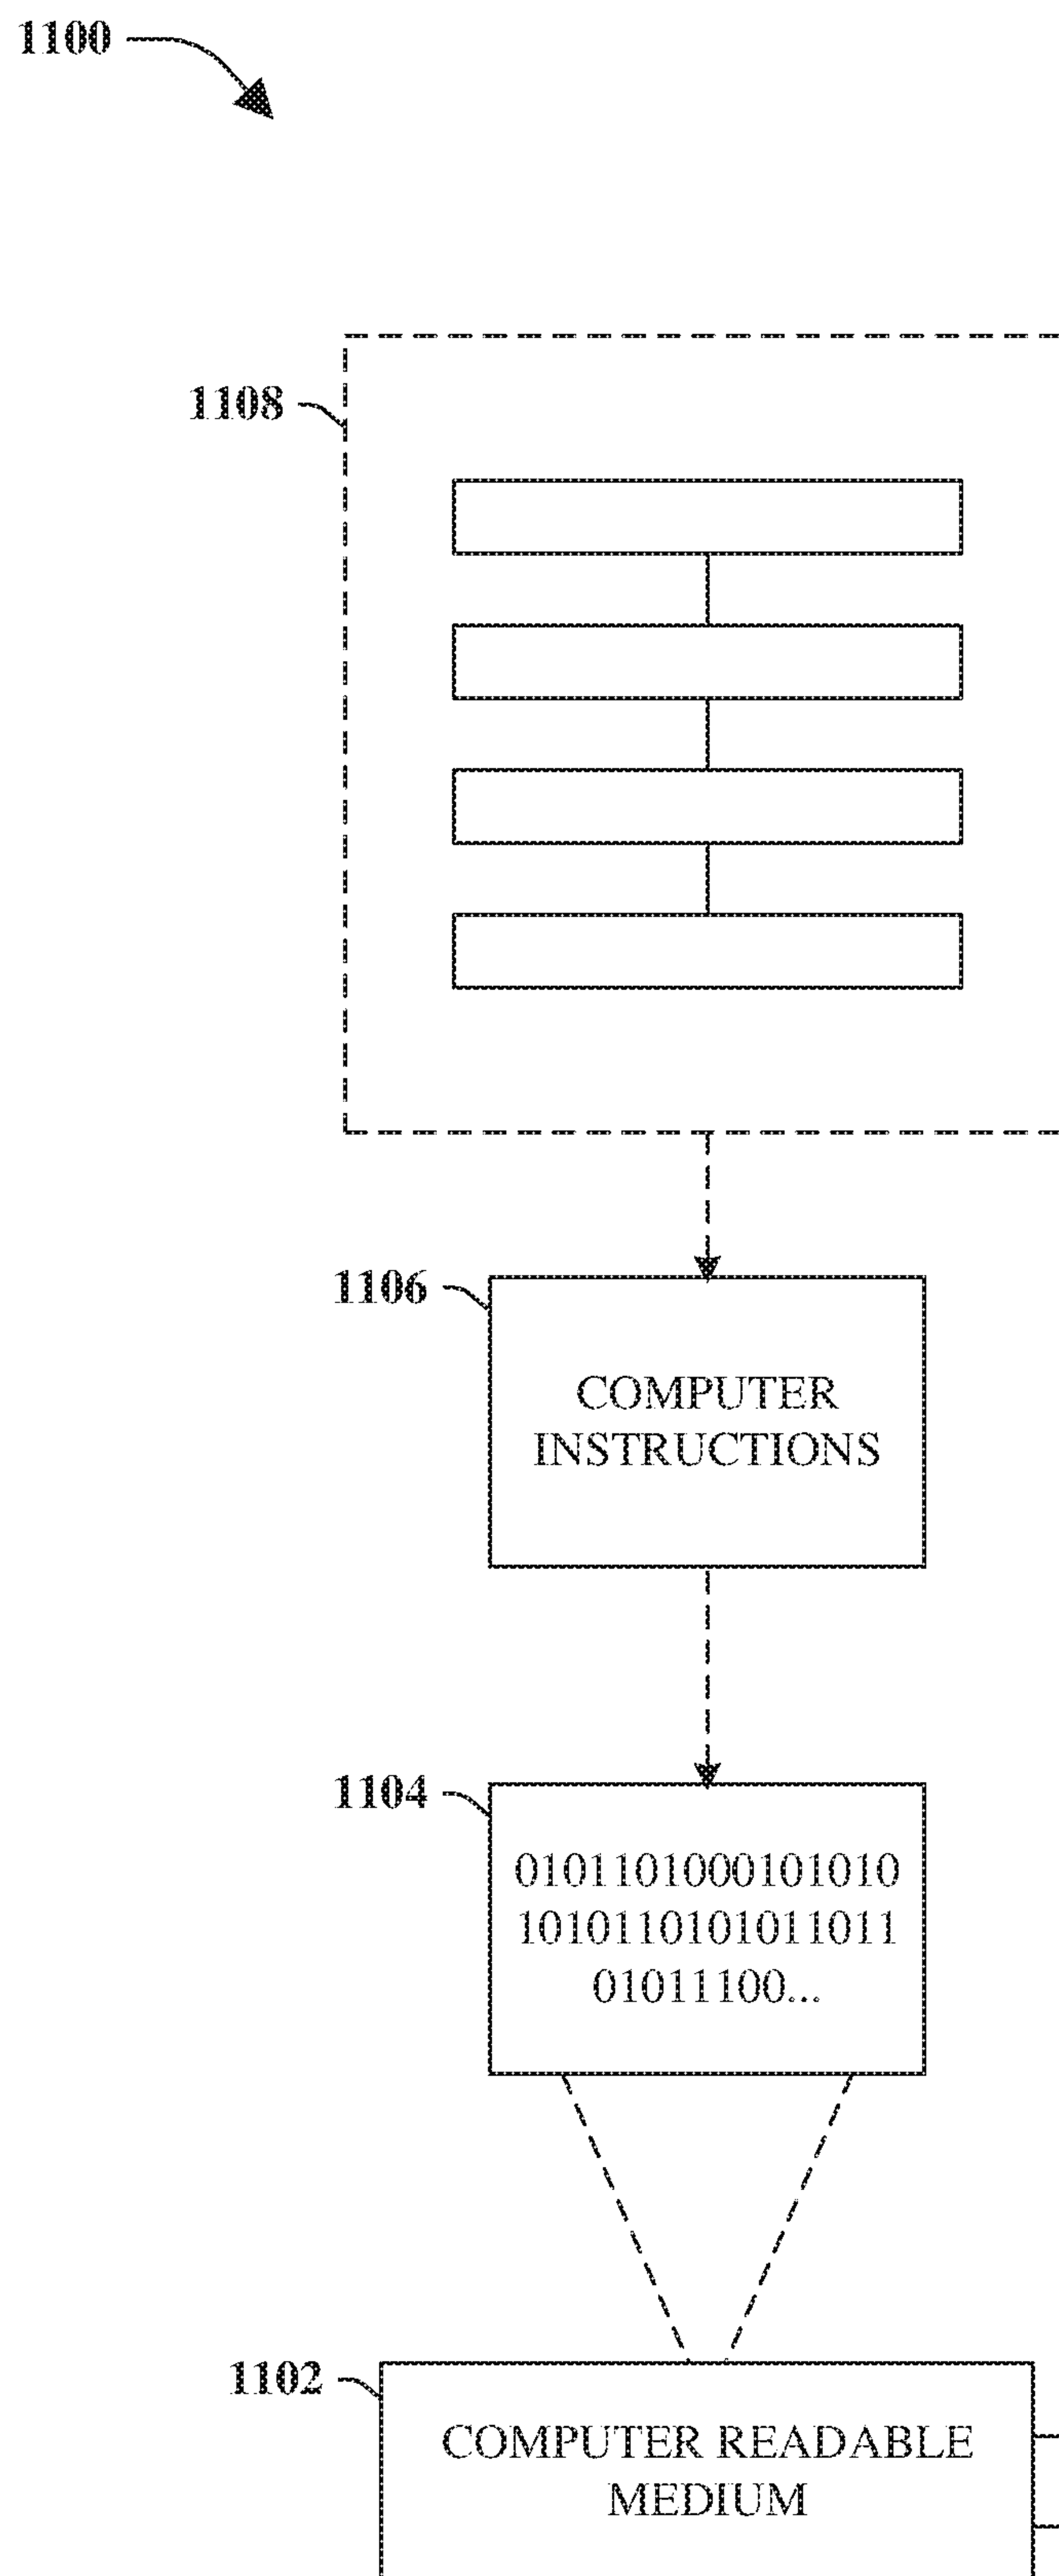 1100
1108
1106
COMPUTER
INSTRUCTIONS
1104
0101101000101010
1010110101011011
01011100...
1102
COMPUTER READABLE
MEDIUM